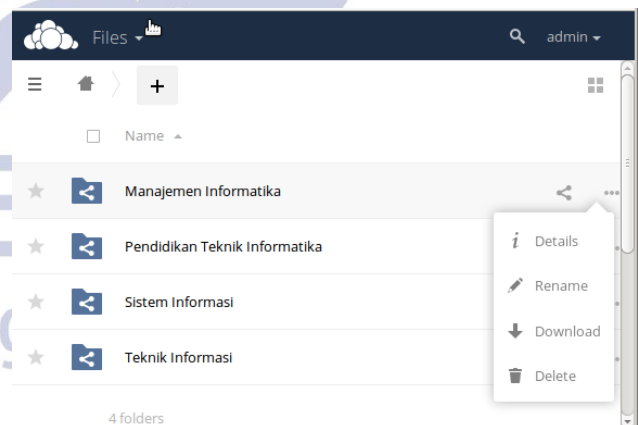 Files
admin
Name
Manajemen Informatika
Details
Pendidikan Teknik Informatika
Rename
Sistem Informasi
Download
Teknik Informasi
Delete
4 folders